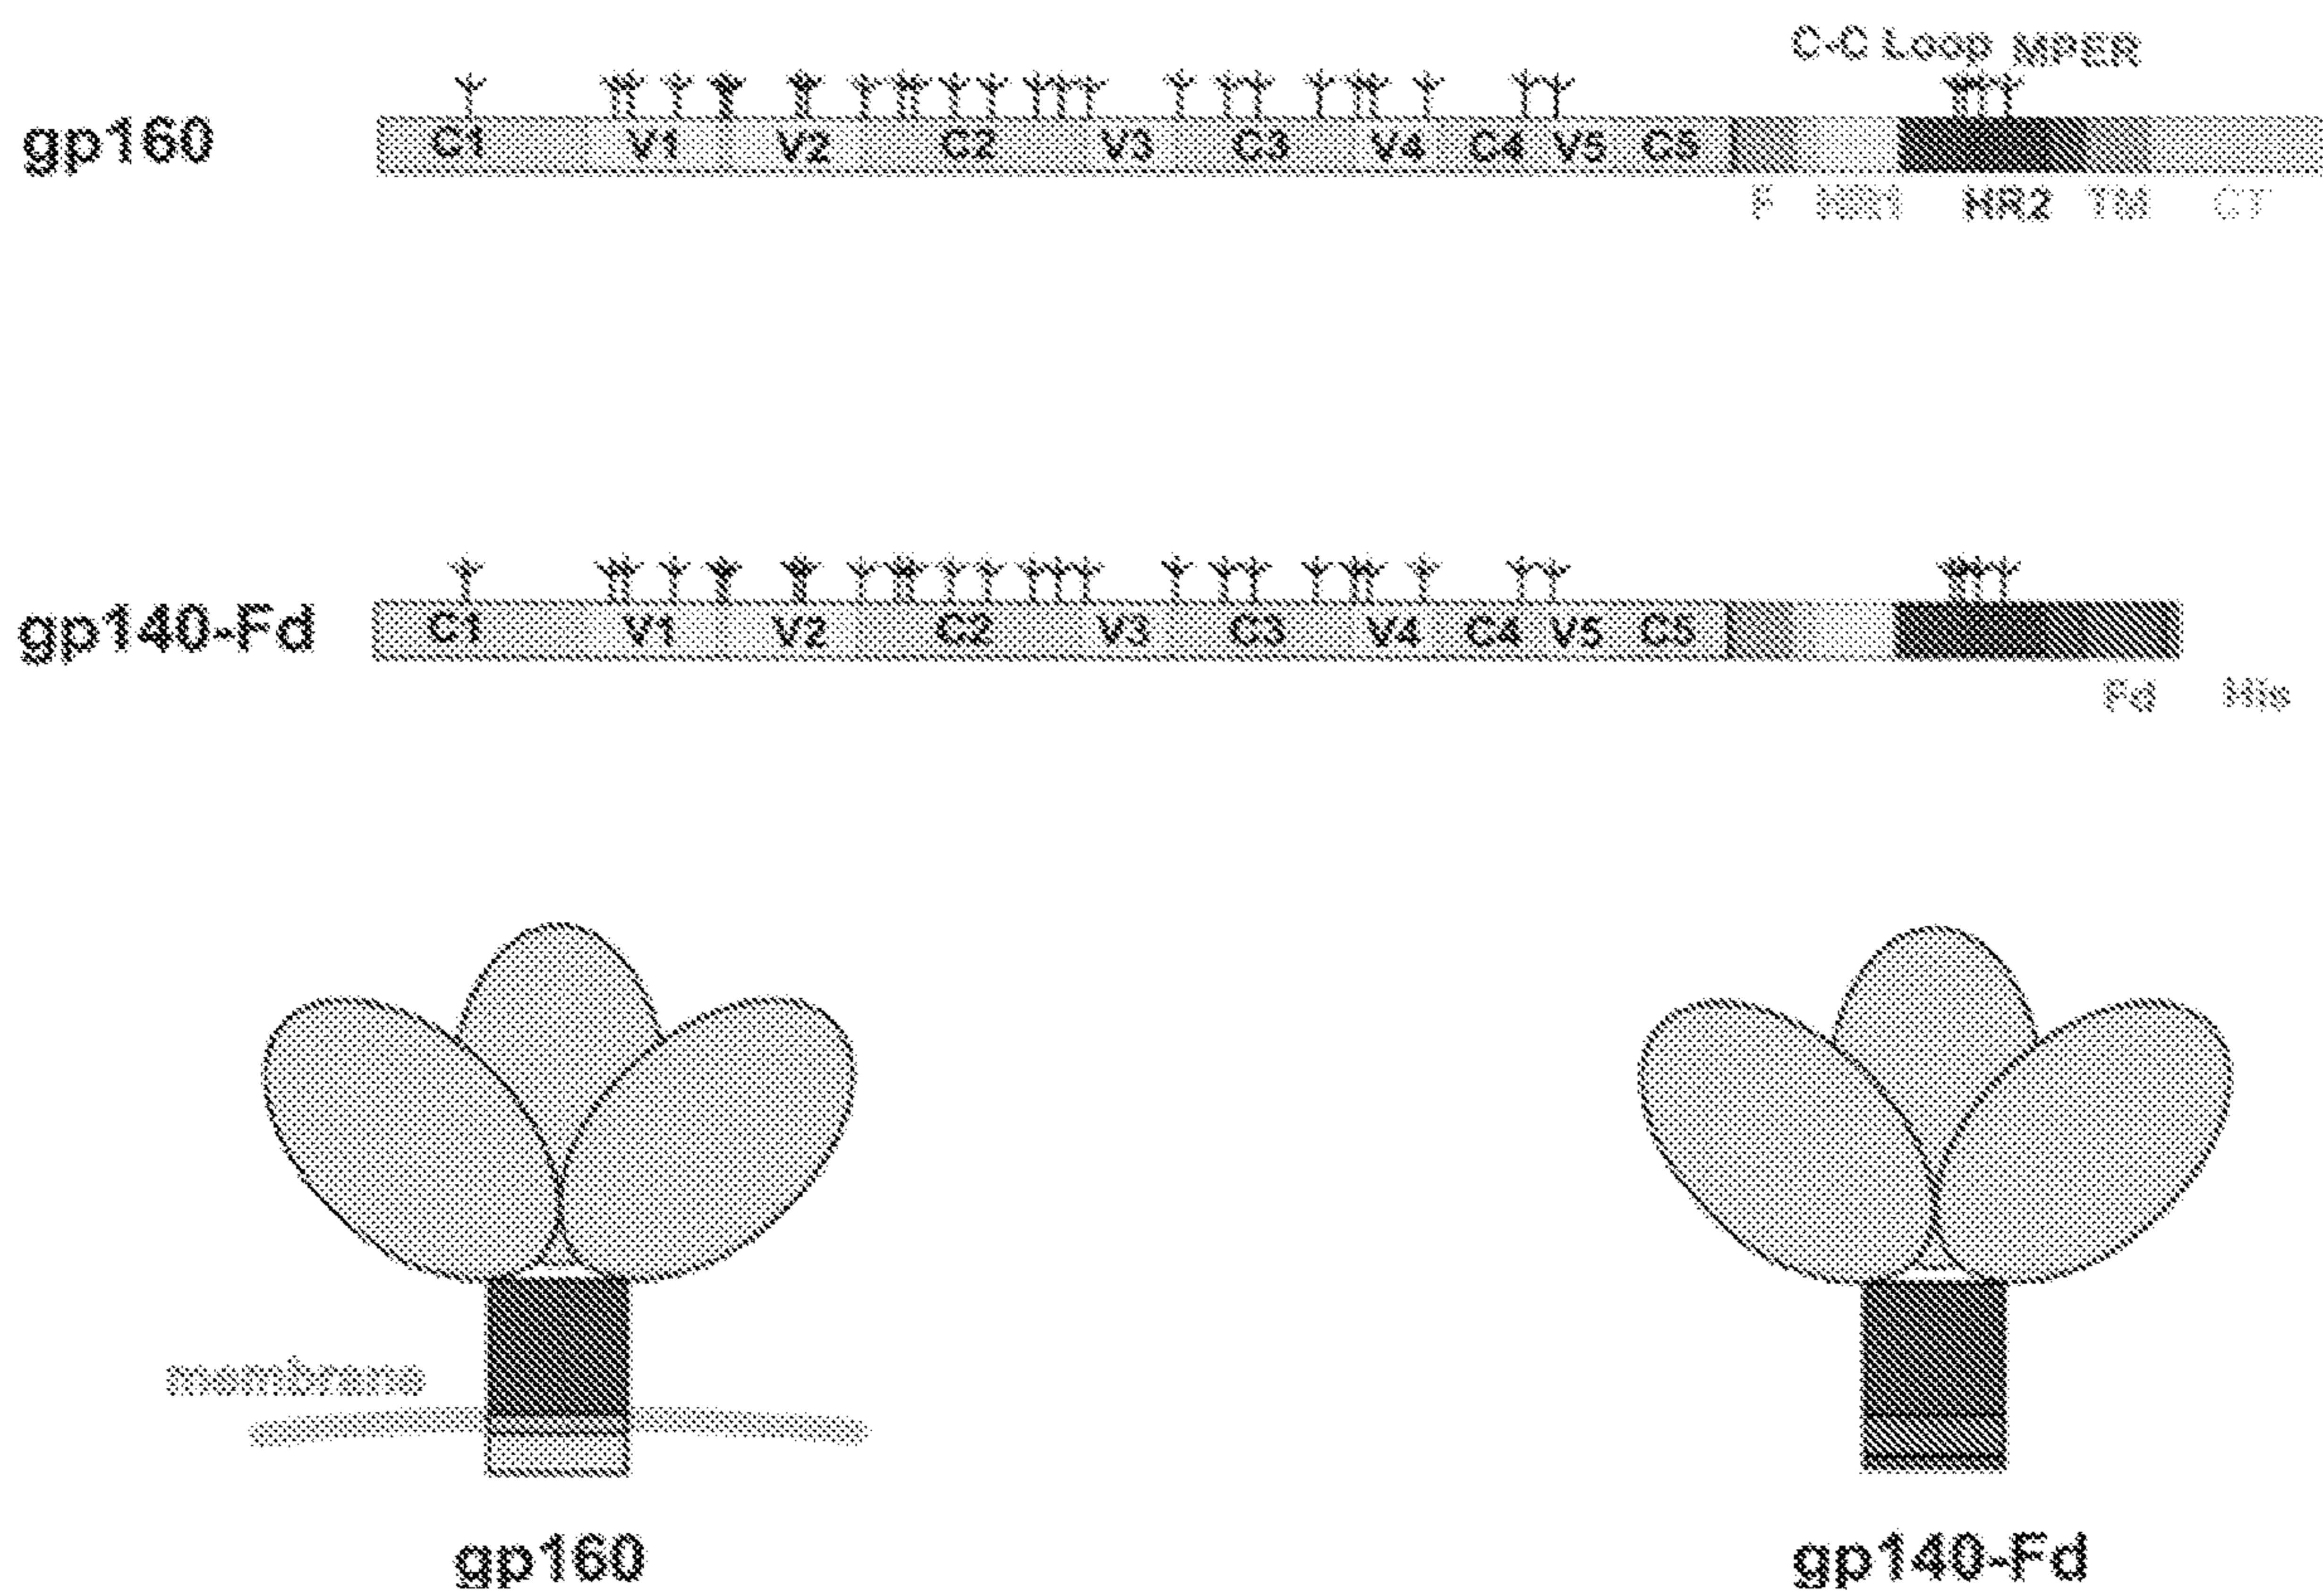 C-C Loop MPER
gp160 C1 V1 V2 C2 V3 C3 V4 C4 V5 C5
F HR1 HR2 TM CT
gp140-Fd C1 V1 V2 C2 V3 C3 V4 C4 V5 C5
Fd His
membrane
gp160 gp140-Fd